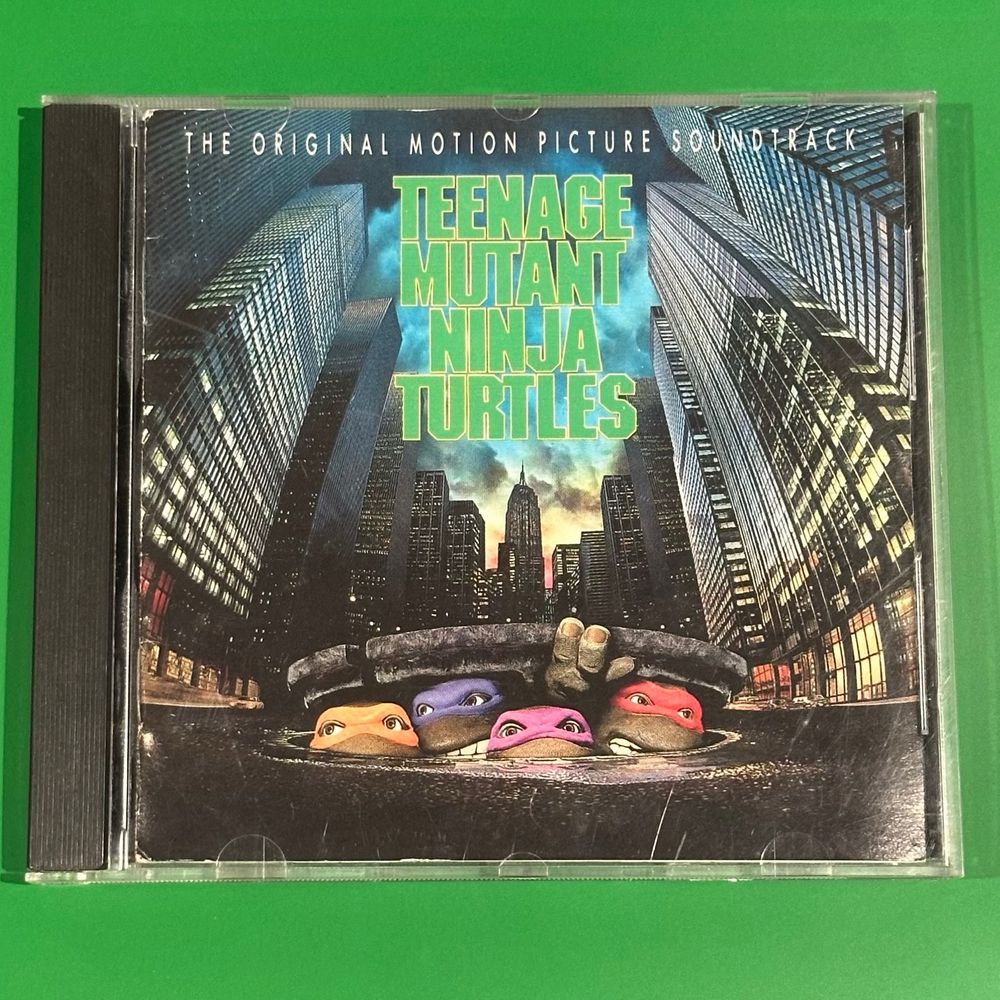 THE ORIGINAL MOTION PICTURE SOUNDTRACK
TEENAGE
MUTANT
NINJA
TURTLES